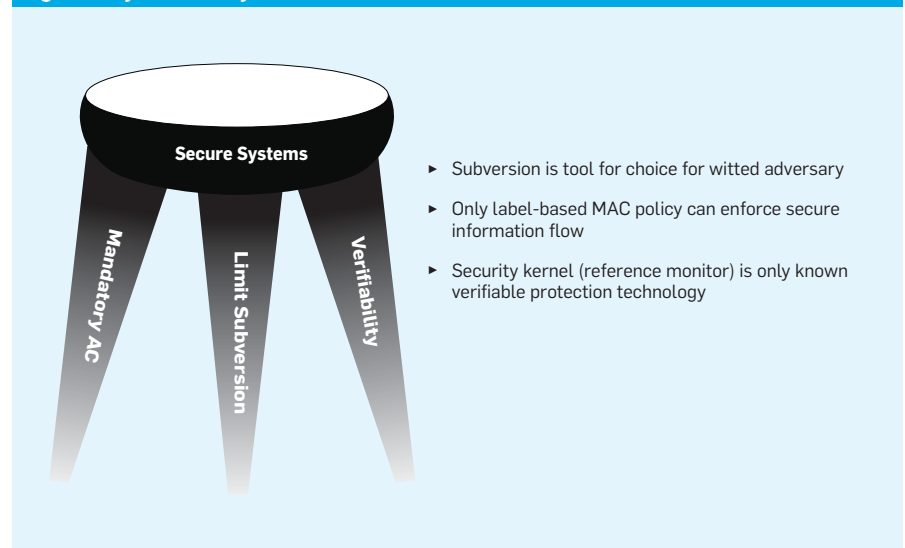 Secure Systems
Mandatory AC
Limit Subversion
Verifiability
▸ Subversion is tool for choice for witted adversary
▸ Only label-based MAC policy can enforce secure
information flow
▸ Security kernel (reference monitor) is only known
verifiable protection technology